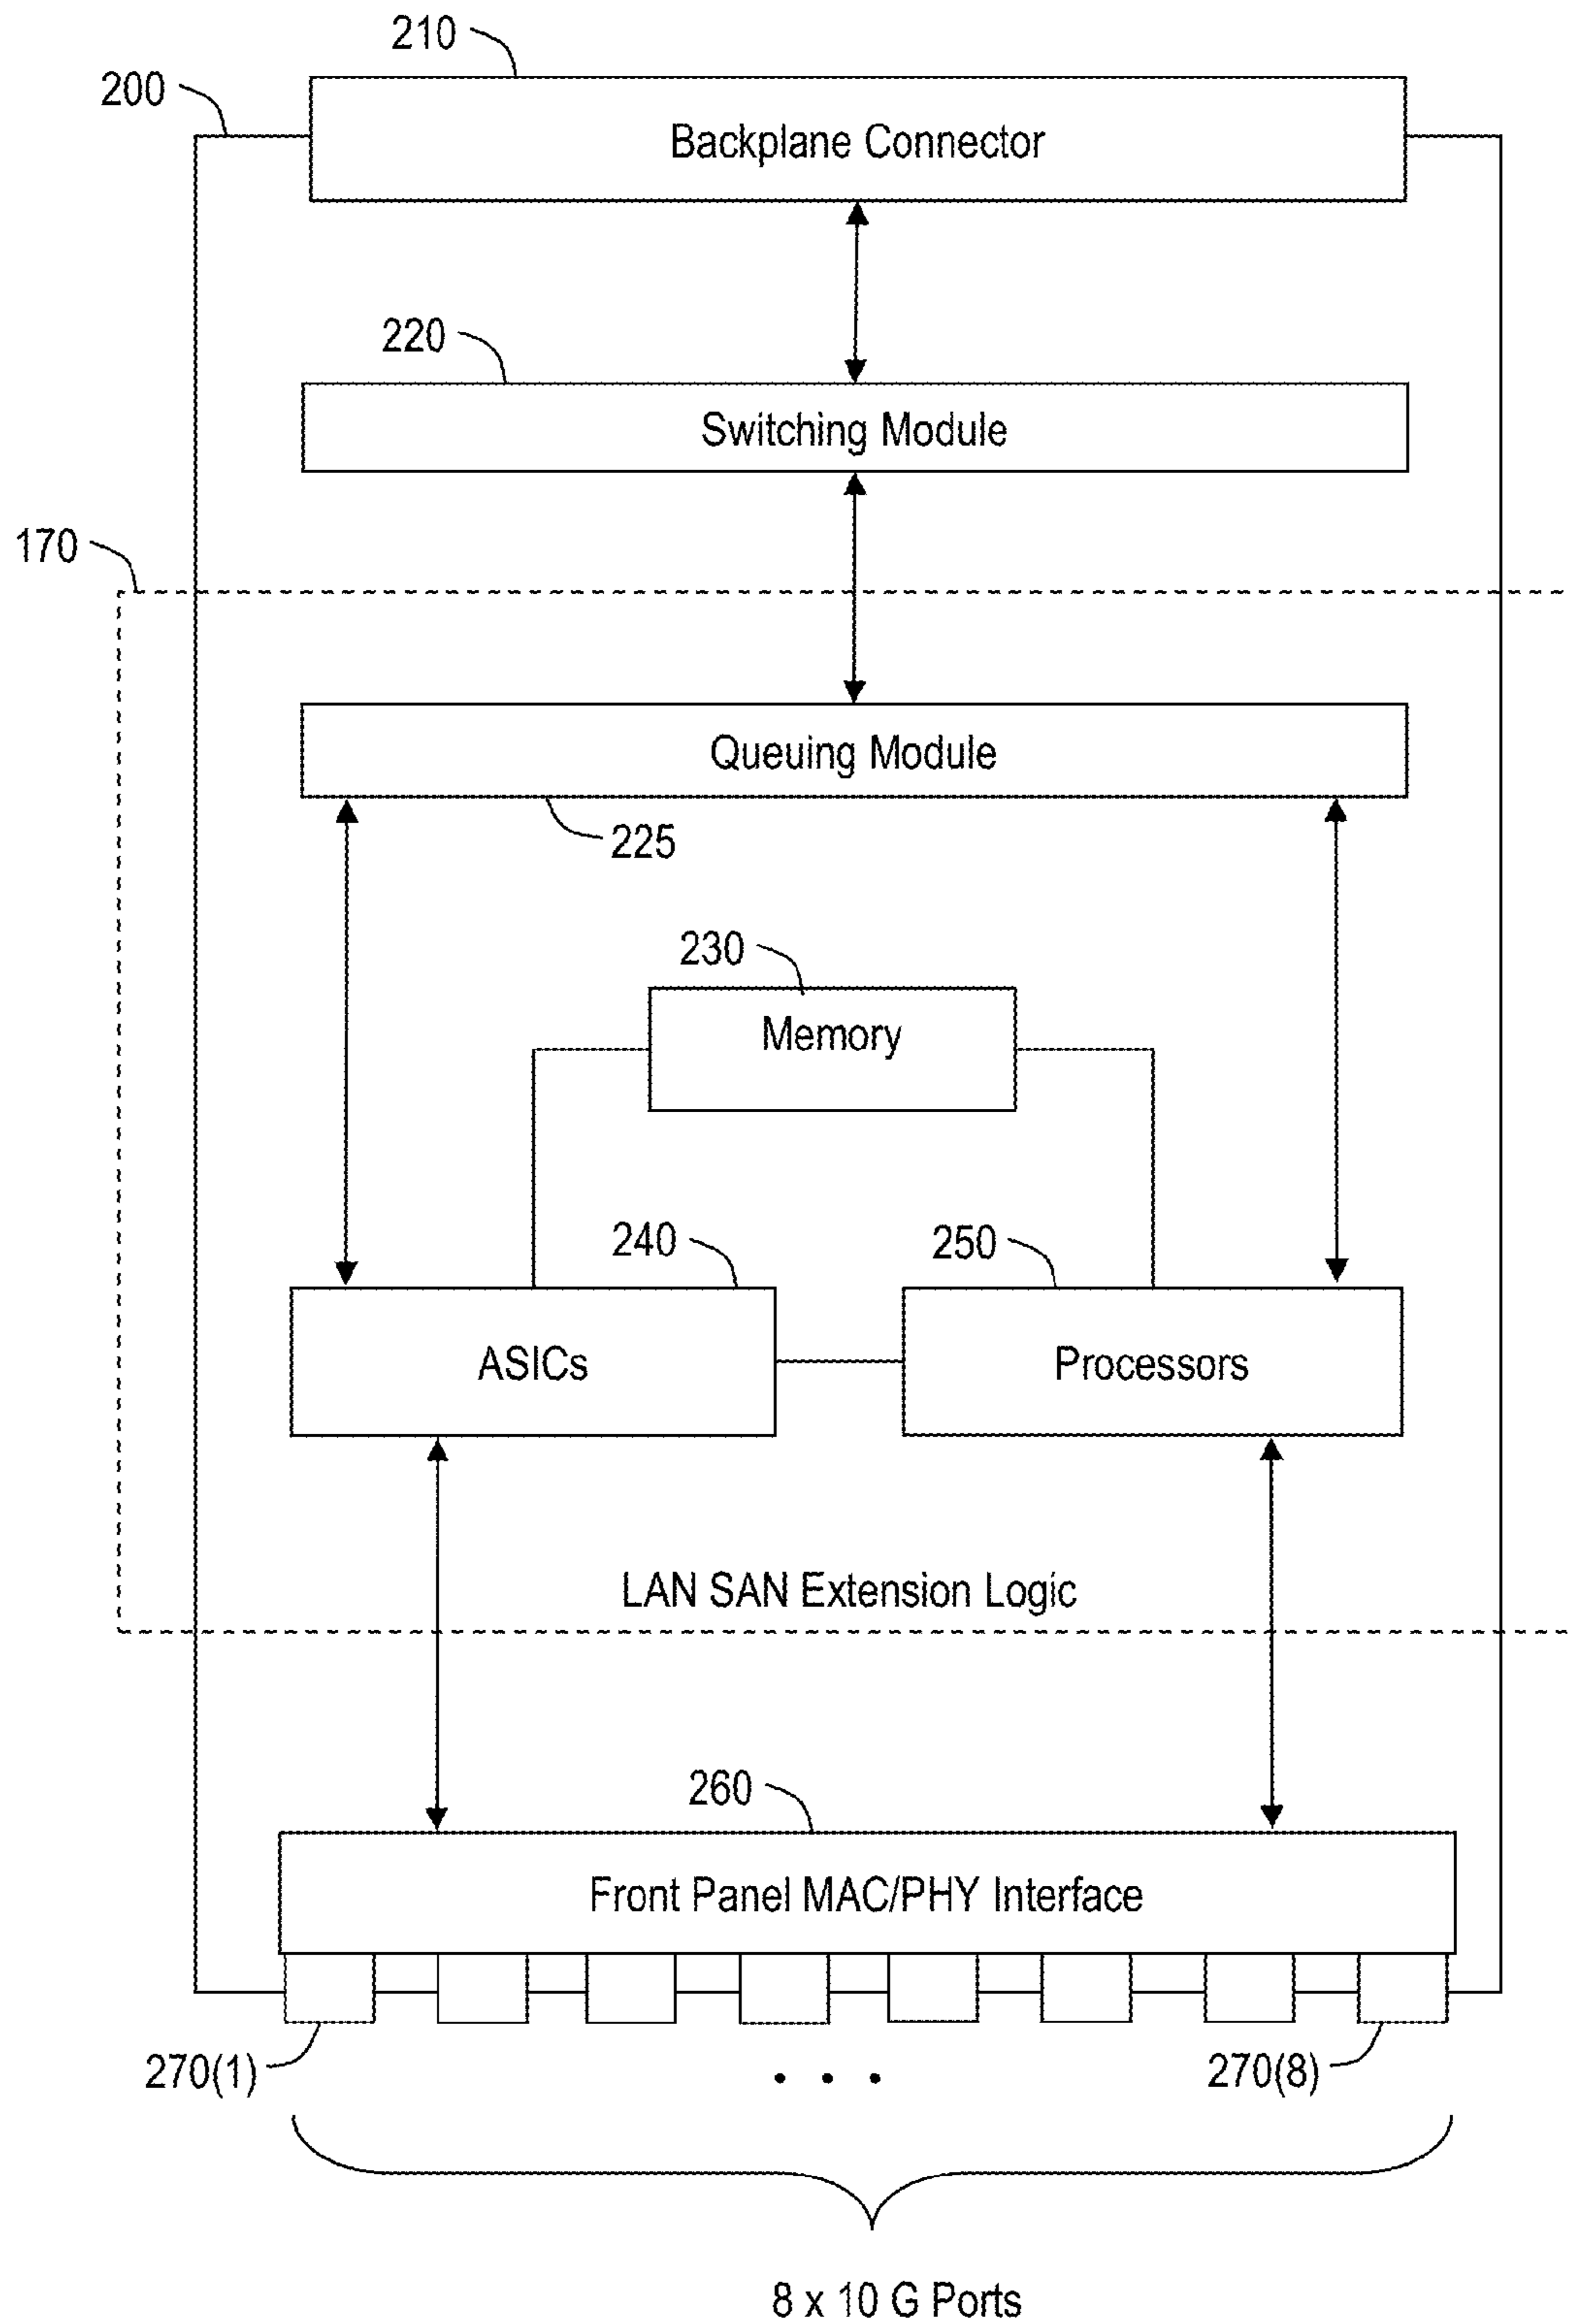 210
200
Backplane Connector
220
Switching Module
170
Queuing Module
225
230
Memory
240
250
ASICs
Processors
LAN SAN Extension Logic
260
Front Panel MAC/PHY Interface
270(1)
. . .
270(8)
8 x 10 G Ports